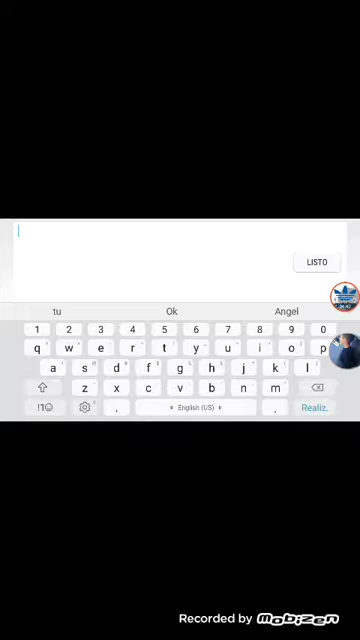 LISTO
tu Ok Angel
1 2 3 4 5 6 7 8 9 0
q w e r t y u i o p
a s d f g h j k l
z x c v b n m
!1☺ , English (US) . Realiz.
Recorded by mobizen